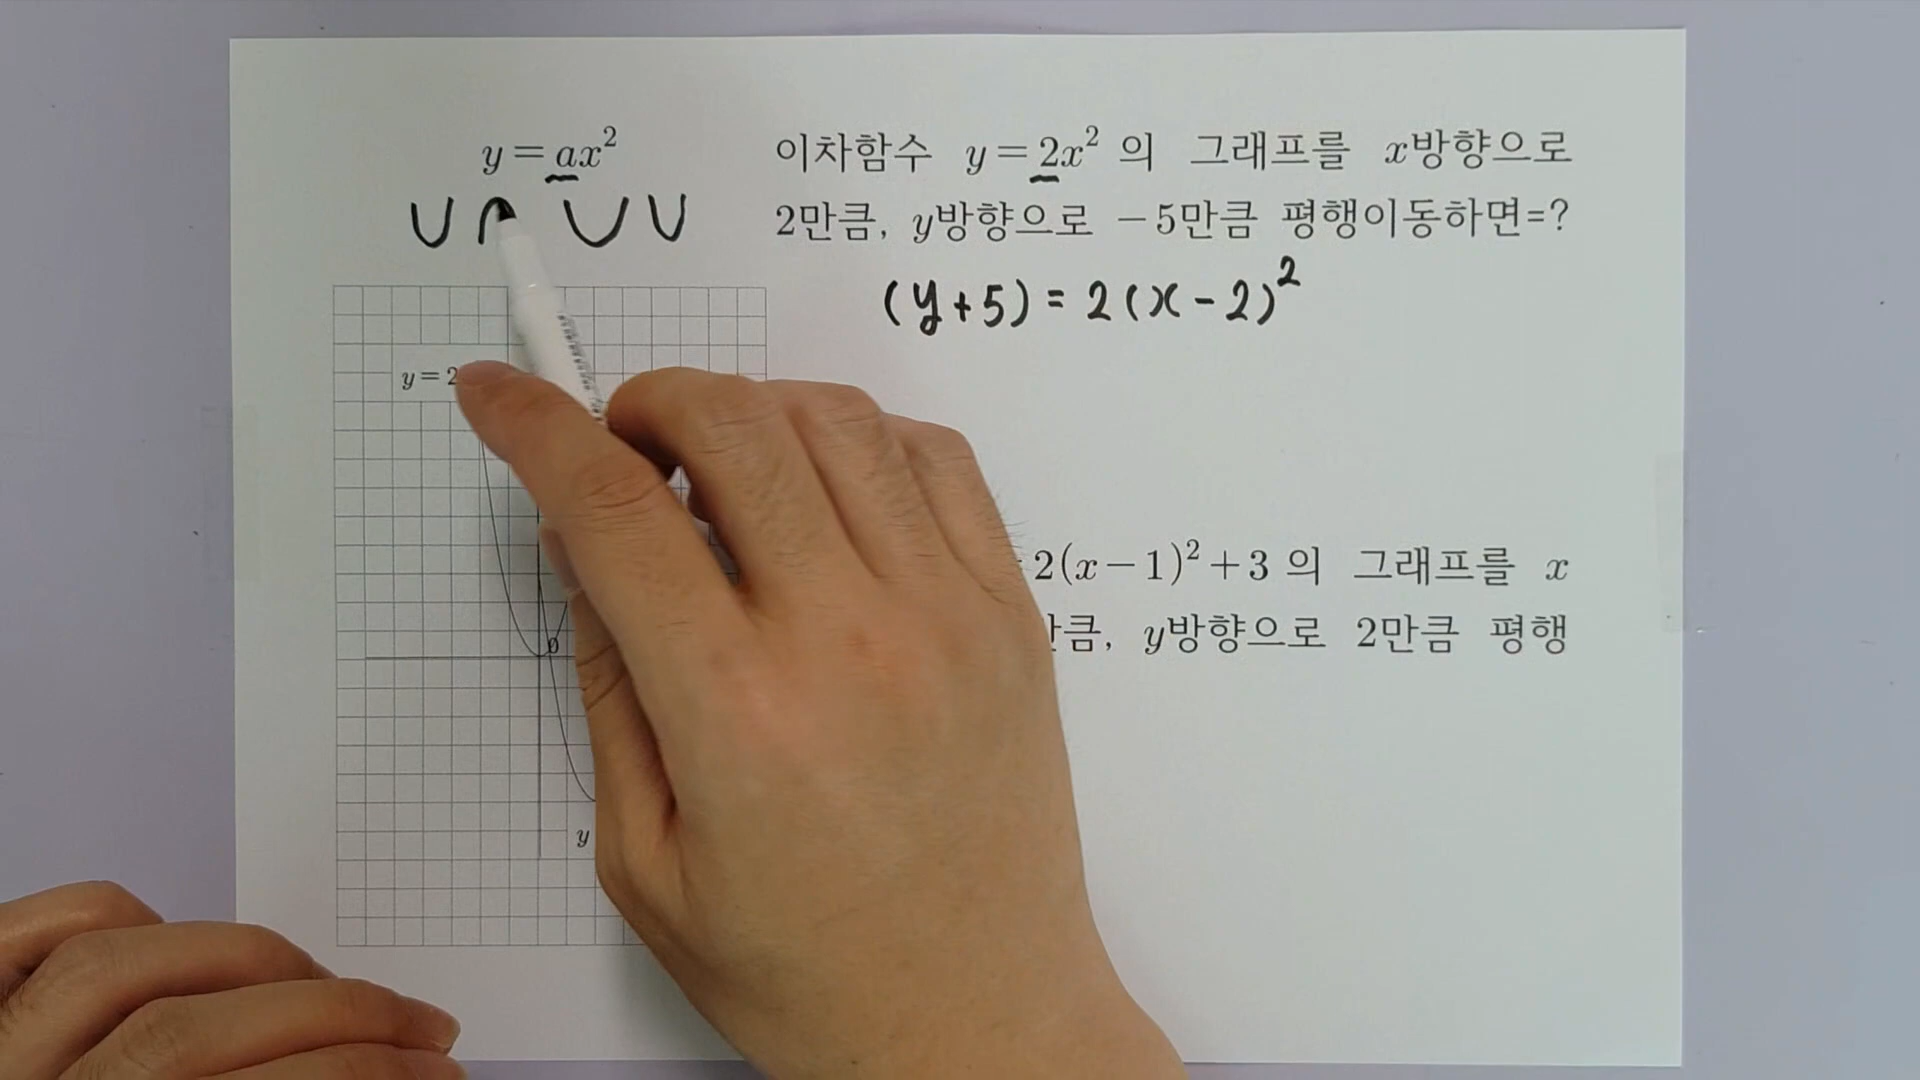 y=ax²
이차함수 y=2x² 의 그래프를 x방향으로
2만큼, y방향으로 −5만큼 평행이동하면=?
(y+5)=2(x-2)²
y=2
0
y
2(x−1)²+3 의 그래프를 x
큼, y방향으로 2만큼 평행